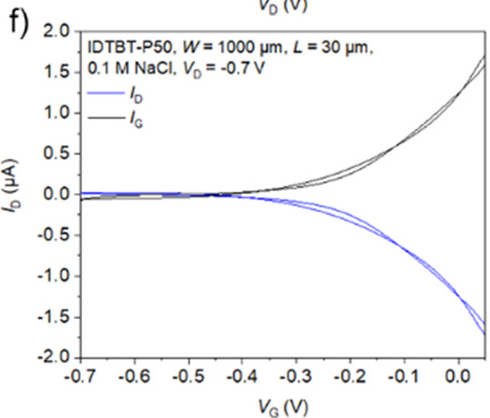 V_D (V)
f)
2.0
IDTBT-P50, W = 1000 μm, L = 30 μm,
1.5
0.1 M NaCl, V_D = -0.7 V
I_D
1.0
I_G
0.5
0.0
I_D (μA)
-0.5
-1.0
-1.5
-2.0
-0.7 -0.6 -0.5 -0.4 -0.3 -0.2 -0.1 0.0
V_G (V)